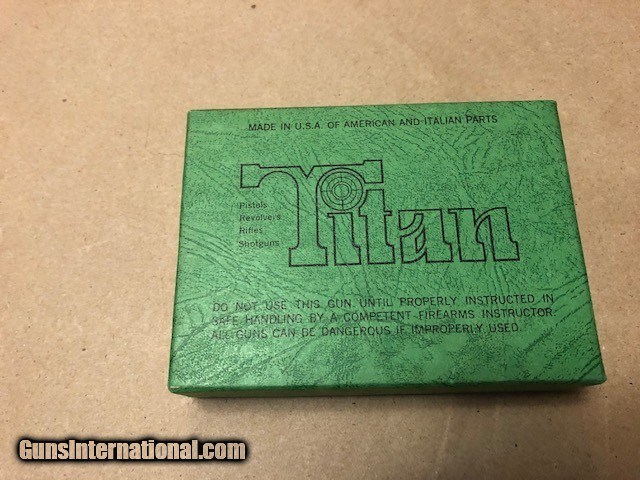 MADE IN U.S.A. OF AMERICAN AND ITALIAN PARTS
Titan
Pistols
Revolvers
Rifles
Shotguns
DO NOT USE THIS GUN UNTIL PROPERLY INSTRUCTED IN
SAFE HANDLING BY A COMPETENT FIREARMS INSTRUCTOR.
ALL GUNS CAN BE DANGEROUS IF IMPROPERLY USED.
GunsInternational.com